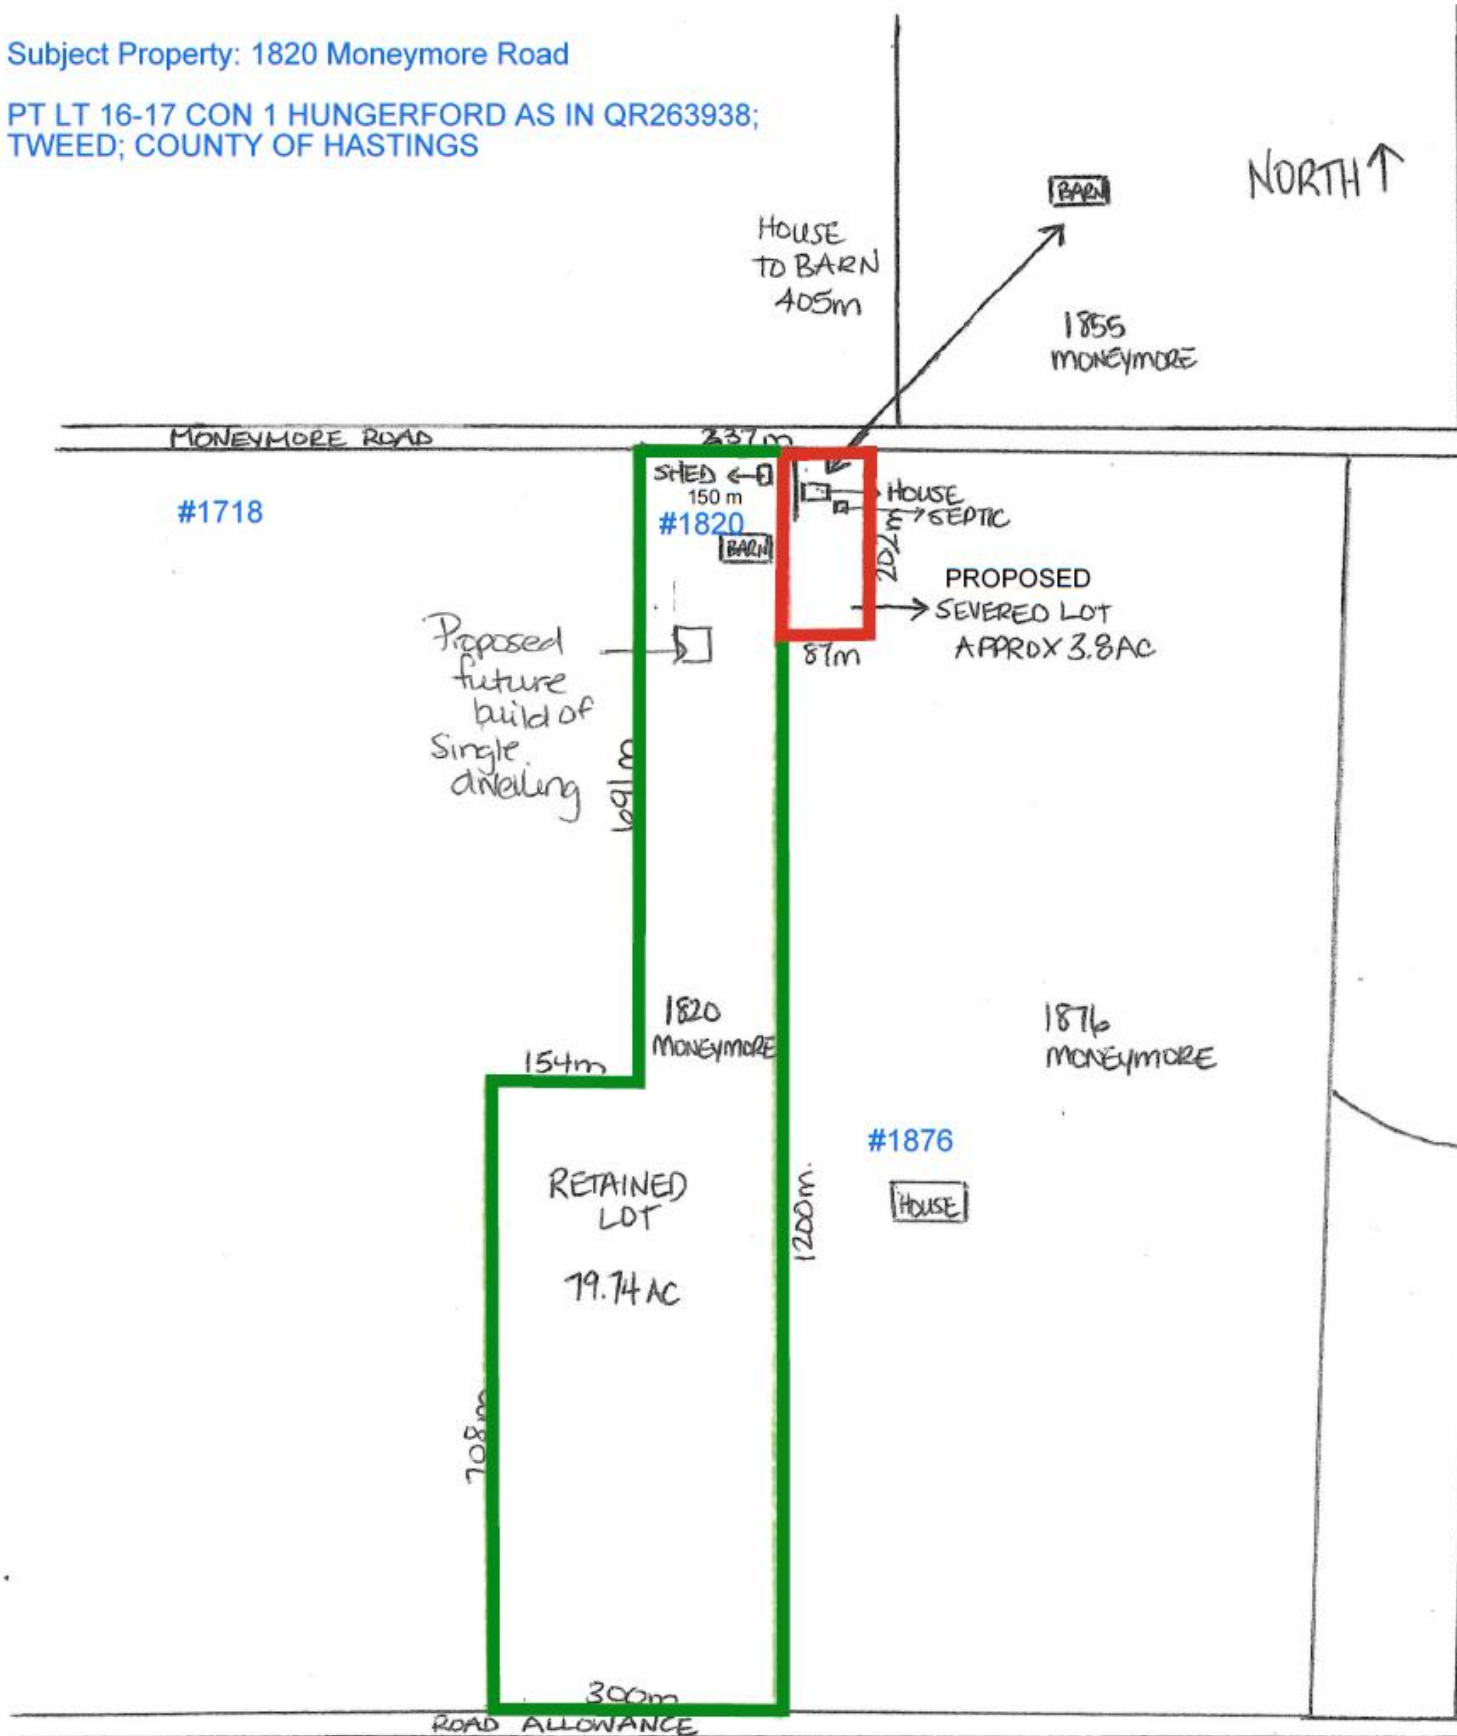 Subject Property: 1820 Moneymore Road
PT LT 16-17 CON 1 HUNGERFORD AS IN QR263938;
TWEED; COUNTY OF HASTINGS
NORTH
BARN
HOUSE
TO BARN
405m
1855
MONEYMORE
MONEYMORE ROAD
237m
SHED
150 m
#1718
#1820
BARN
HOUSE
SEPTIC
202m
PROPOSED
SEVERED LOT
APPROX 3.8AC
87m
Proposed
future
build of
Single
dwelling
691m
1820
MONEYMORE
154m
1876
MONEYMORE
#1876
HOUSE
RETAINED
LOT
79.74 AC
1200m.
708m
300m
ROAD ALLOWANCE